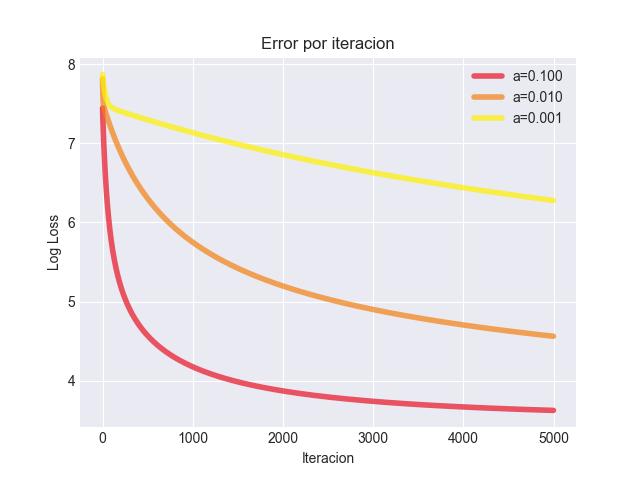 Error por iteracion
8
7
6
5
4
Log Loss
a=0.100
a=0.010
a=0.001
0 1000 2000 3000 4000 5000
Iteracion